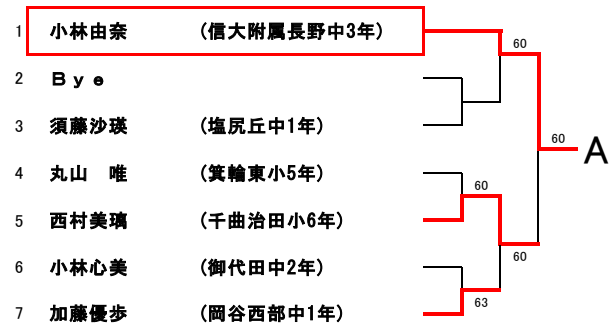 1 小林由奈 (信大附属長野中3年)
60
2 Bye
3 須藤沙瑛 (塩尻丘中1年)
60
A
4 丸山 唯 (箕輪東小5年)
60
5 西村美璃 (千曲治田小6年)
60
6 小林心美 (御代田中2年)
63
7 加藤優歩 (岡谷西部中1年)